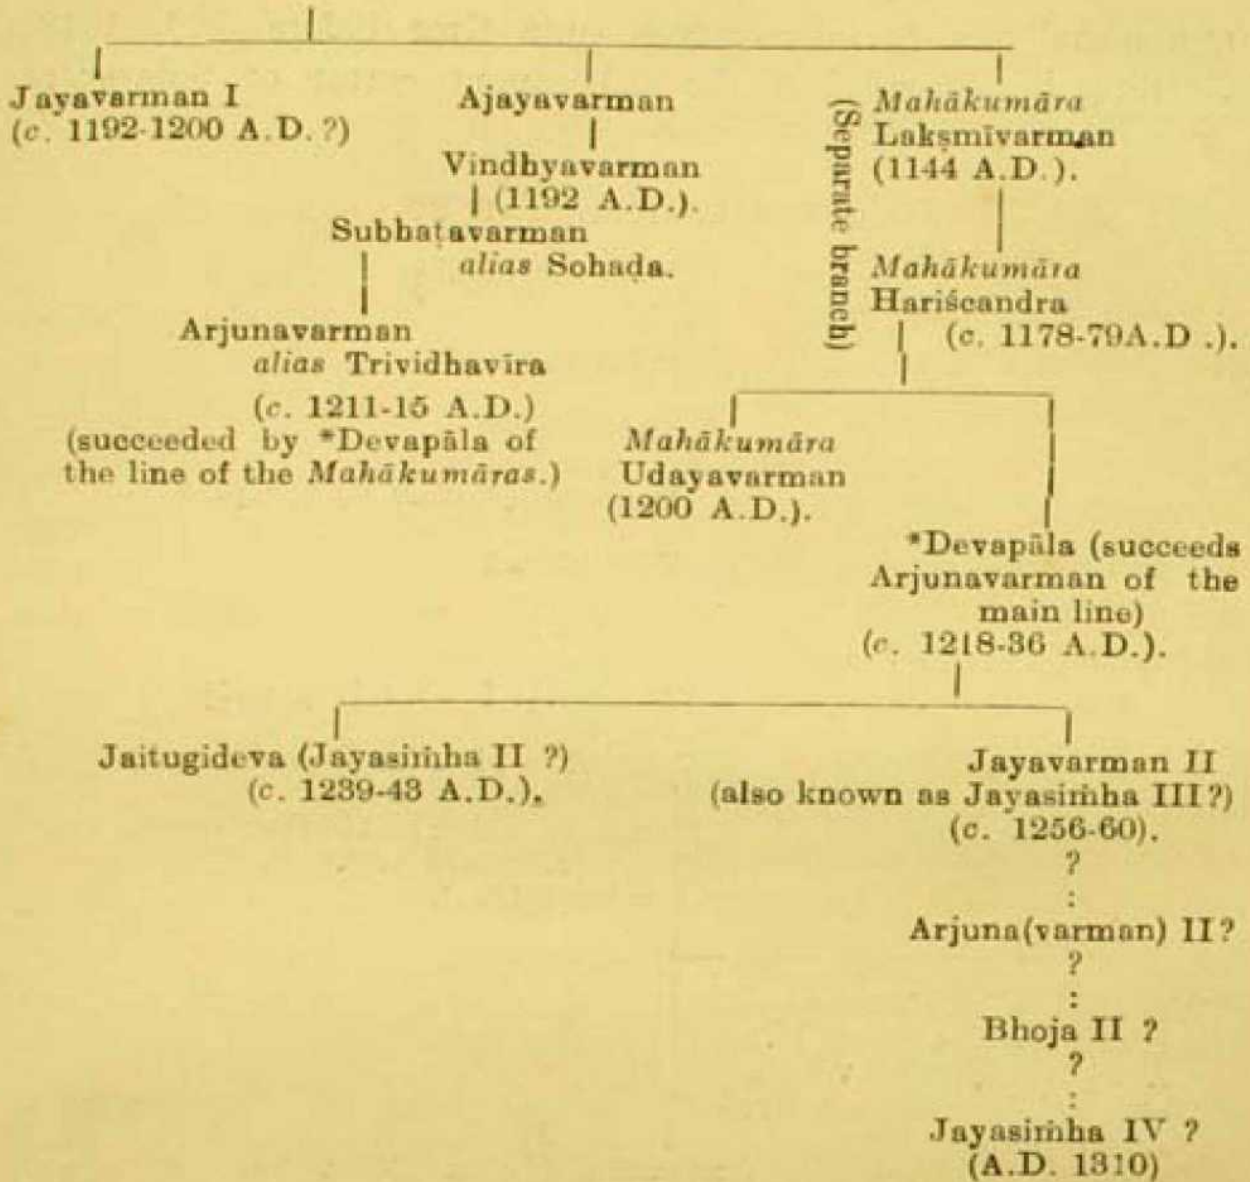 Jayavarman I
(c. 1192-1200 A.D. ?)
Ajayavarman
Vindhyavarman
(1192 A.D.).
Subhaṭavarman
alias Sohaḍa.
Arjunavarman
alias Trividhavīra
(c. 1211-15 A.D.)
(succeeded by *Devapāla of
the line of the Mahākumāras.)
(Separate branch)
Mahākumāra
Lakṣmīvarman
(1144 A.D.).
Mahākumāra
Hariścandra
(c. 1178-79A.D .).
Mahākumāra
Udayavarman
(1200 A.D.).
*Devapāla (succeeds
Arjunavarman of the
main line)
(c. 1218-36 A.D.).
Jaitugideva (Jayasiṁha II ?)
(c. 1239-43 A.D.).
Jayavarman II
(also known as Jayasiṁha III?)
(c. 1256-60).
?
:
Arjuna(varman) II?
?
:
Bhoja II ?
?
:
Jayasiṁha IV ?
(A.D. 1310)